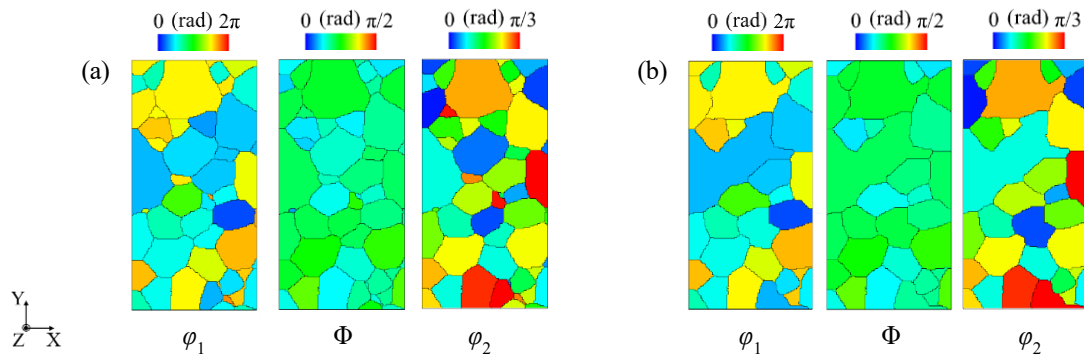 0 (rad) 2π 0 (rad) π/2 0 (rad) π/3
0 (rad) 2π 0 (rad) π/2 0 (rad) π/3
(a)
(b)
Y
Z X
φ1 Φ φ2
φ1 Φ φ2